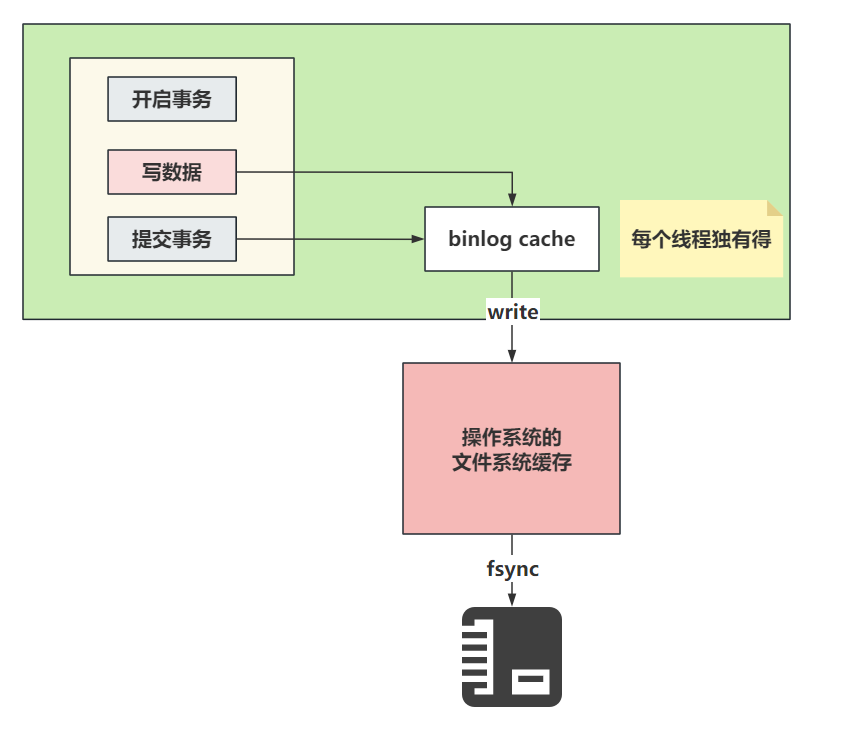 开启事务
写数据
提交事务
binlog cache
每个线程独有得
write
操作系统的
文件系统缓存
fsync